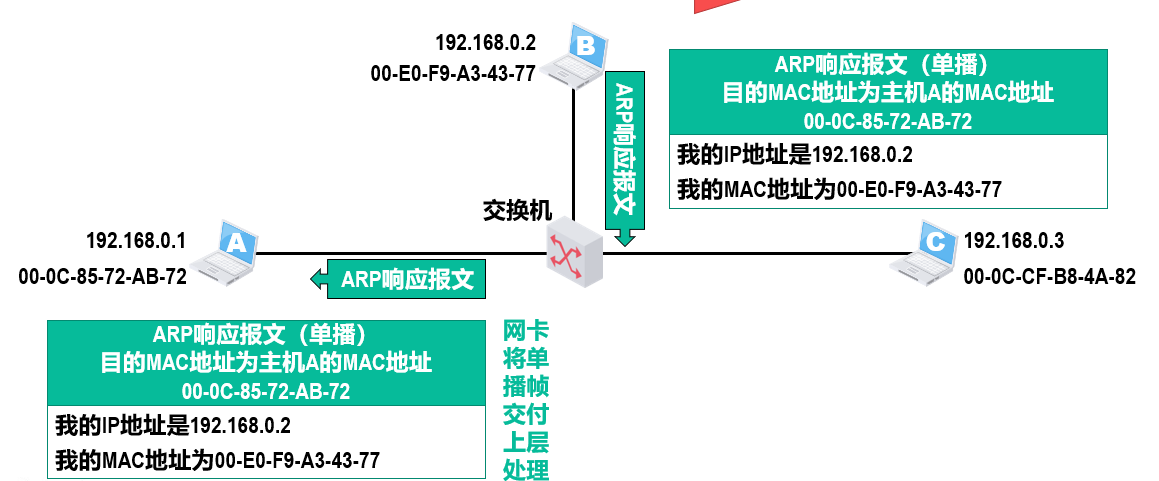 192.168.0.2
00-E0-F9-A3-43-77
B
ARP响应报文
ARP响应报文（单播）
目的MAC地址为主机A的MAC地址
00-0C-85-72-AB-72
我的IP地址是192.168.0.2
我的MAC地址为00-E0-F9-A3-43-77
交换机
192.168.0.1
00-0C-85-72-AB-72
A
C
192.168.0.3
00-0C-CF-B8-4A-82
ARP响应报文
ARP响应报文（单播）
目的MAC地址为主机A的MAC地址
00-0C-85-72-AB-72
我的IP地址是192.168.0.2
我的MAC地址为00-E0-F9-A3-43-77
网卡
将单
播帧
交付
上层
处理